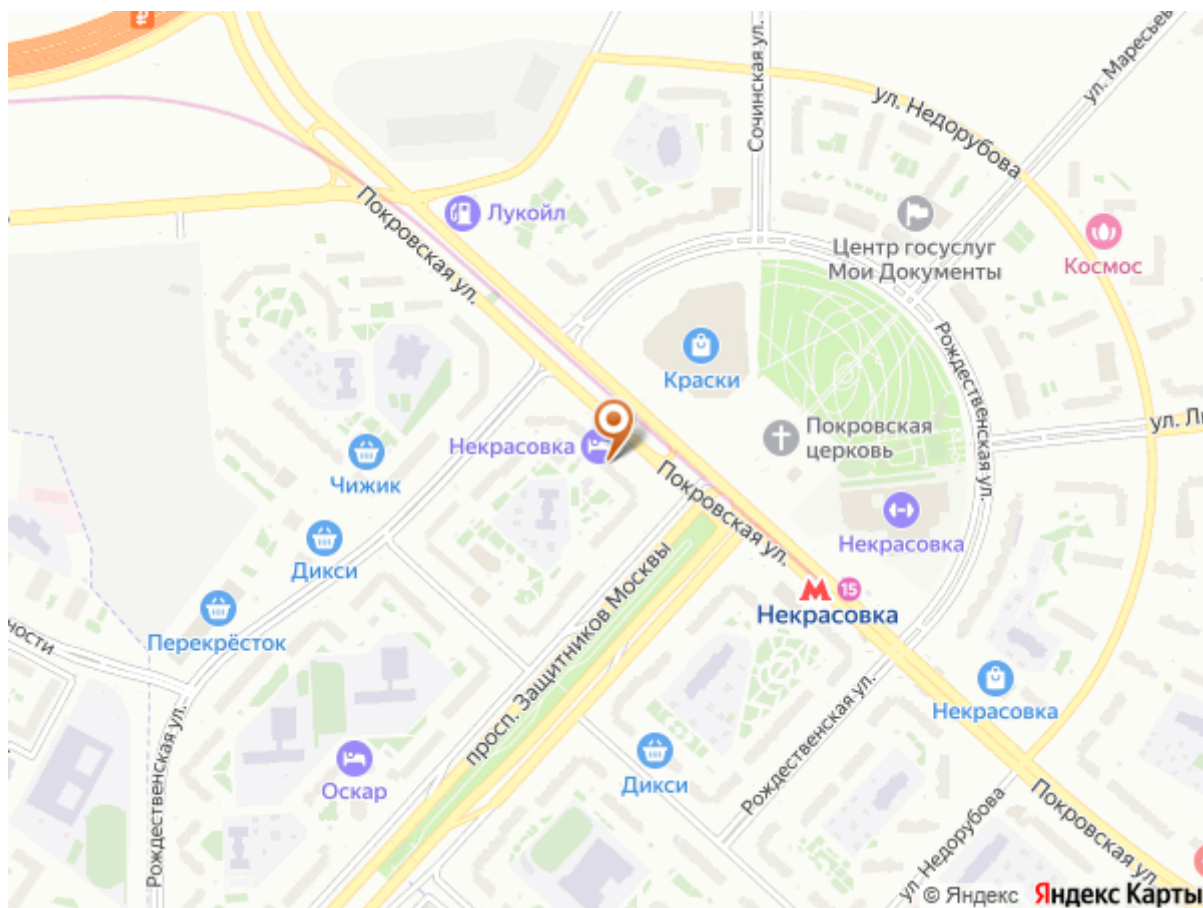 Сочинская ул.
ул. Маресьев
ул. Недорубова
Покровская ул.
Лукойл
Центр госуслуг
Мои Документы
Космос
Рождественская ул.
Краски
Некрасовка
Покровская
церковь
ул. Л
Чижик
Покровская ул.
Некрасовка
Дикси
просп. Защитников Москвы
М
15
Некрасовка
Перекрёсток
ности
Рождественская ул.
Некрасовка
Рождественская ул.
Оскар
Дикси
ул. Недорубова
Покровская ул.
© Яндекс Яндекс Карты